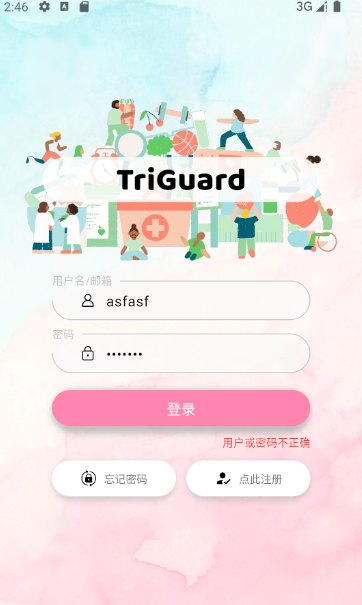 2:46
3G
TriGuard
用户名/邮箱
asfasf
密码
•••••••
登录
用户或密码不正确
忘记密码
点此注册